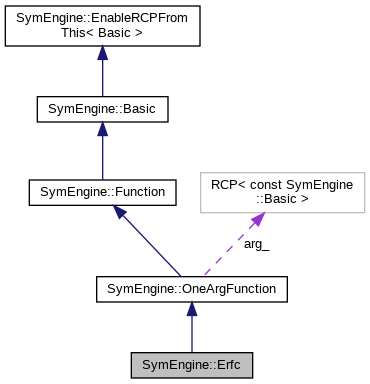 SymEngine::EnableRCPFrom
This< Basic >
SymEngine::Basic
SymEngine::Function
RCP< const SymEngine
::Basic >
arg_
SymEngine::OneArgFunction
SymEngine::Erfc